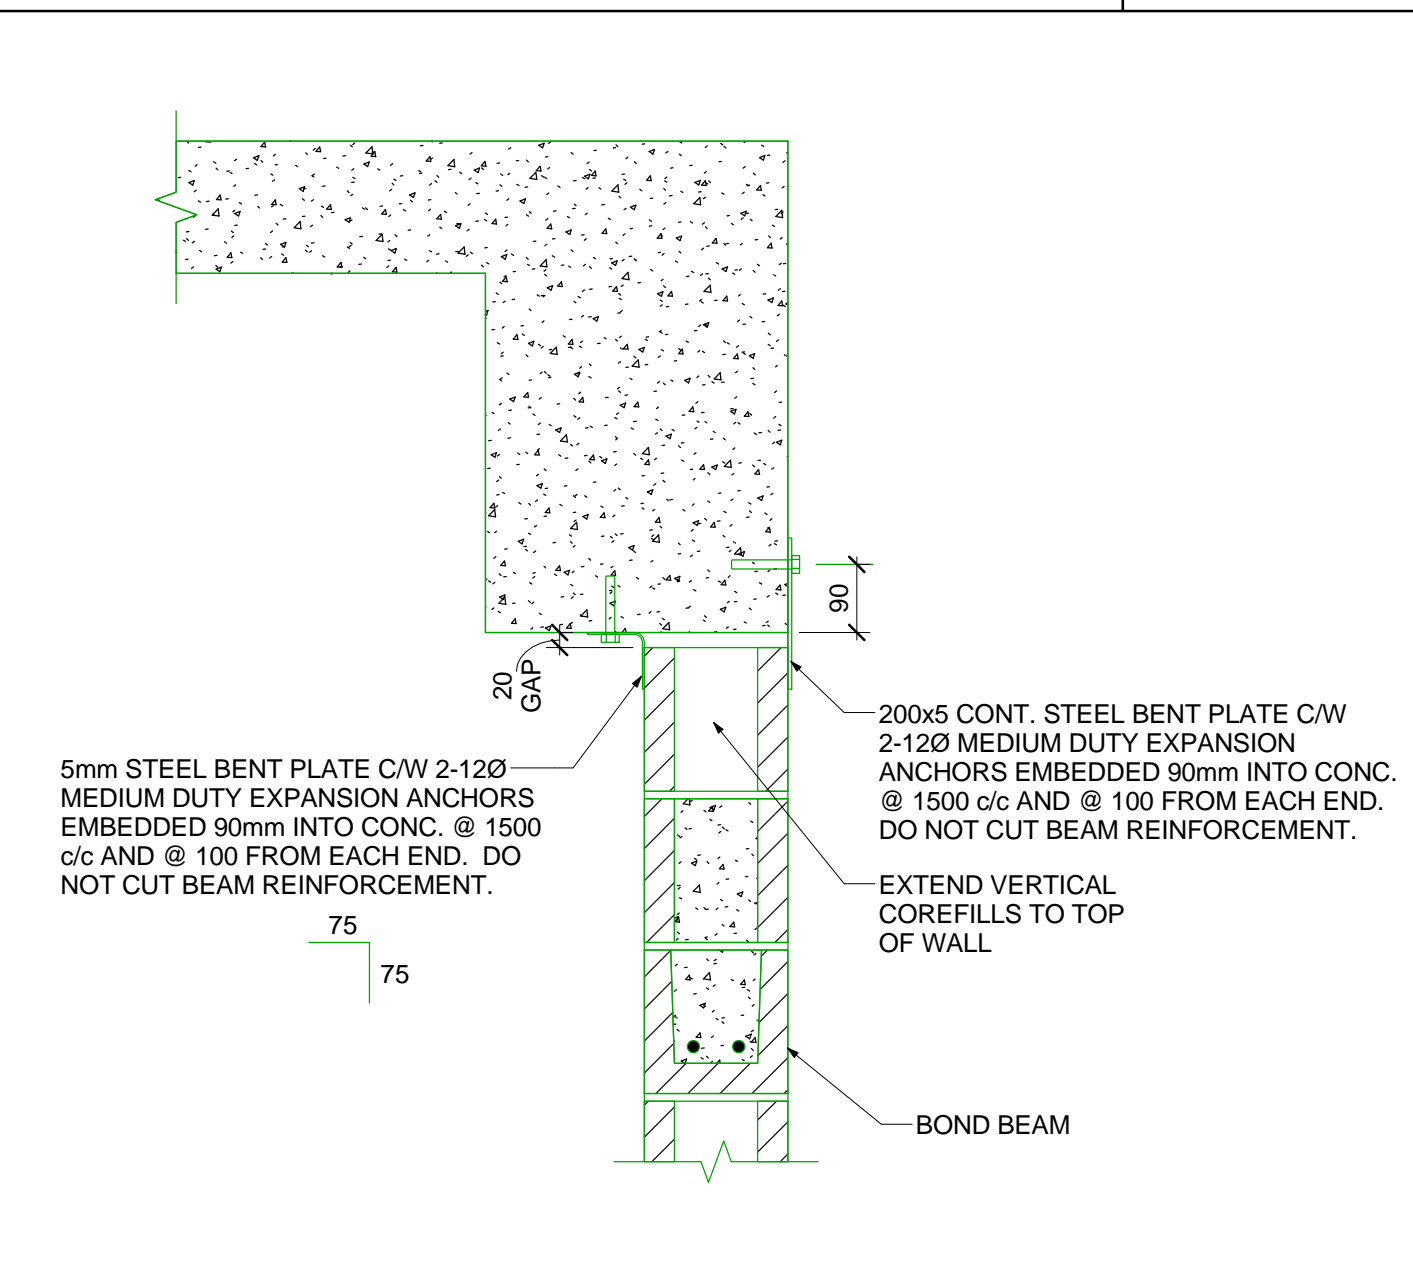 90
20
GAP
200x5 CONT. STEEL BENT PLATE C/W
2-12Ø MEDIUM DUTY EXPANSION
ANCHORS EMBEDDED 90mm INTO CONC.
@ 1500 c/c AND @ 100 FROM EACH END.
DO NOT CUT BEAM REINFORCEMENT.
5mm STEEL BENT PLATE C/W 2-12Ø
MEDIUM DUTY EXPANSION ANCHORS
EMBEDDED 90mm INTO CONC. @ 1500
c/c AND @ 100 FROM EACH END.  DO
NOT CUT BEAM REINFORCEMENT.
75
75
EXTEND VERTICAL
COREFILLS TO TOP
OF WALL
BOND BEAM